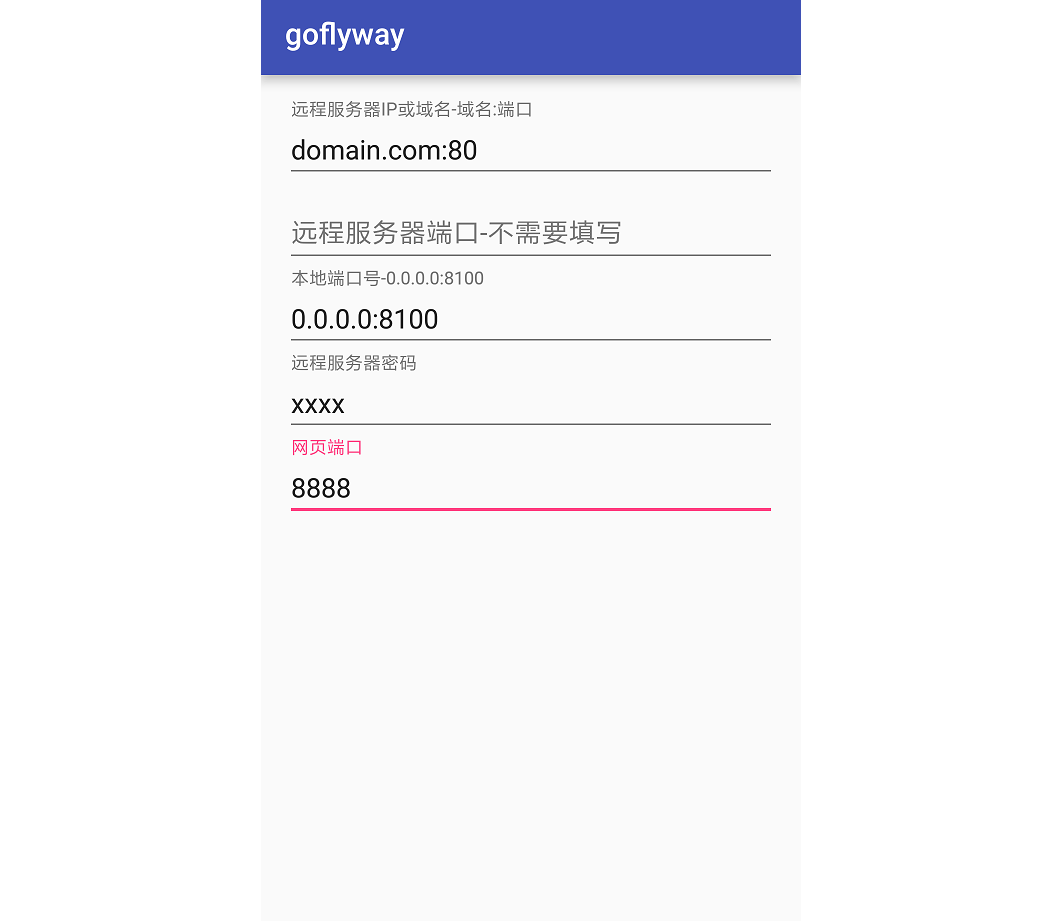 goflyway
远程服务器IP或域名-域名:端口
domain.com:80
远程服务器端口-不需要填写
本地端口号-0.0.0.0:8100
0.0.0.0:8100
远程服务器密码
xxxx
网页端口
8888